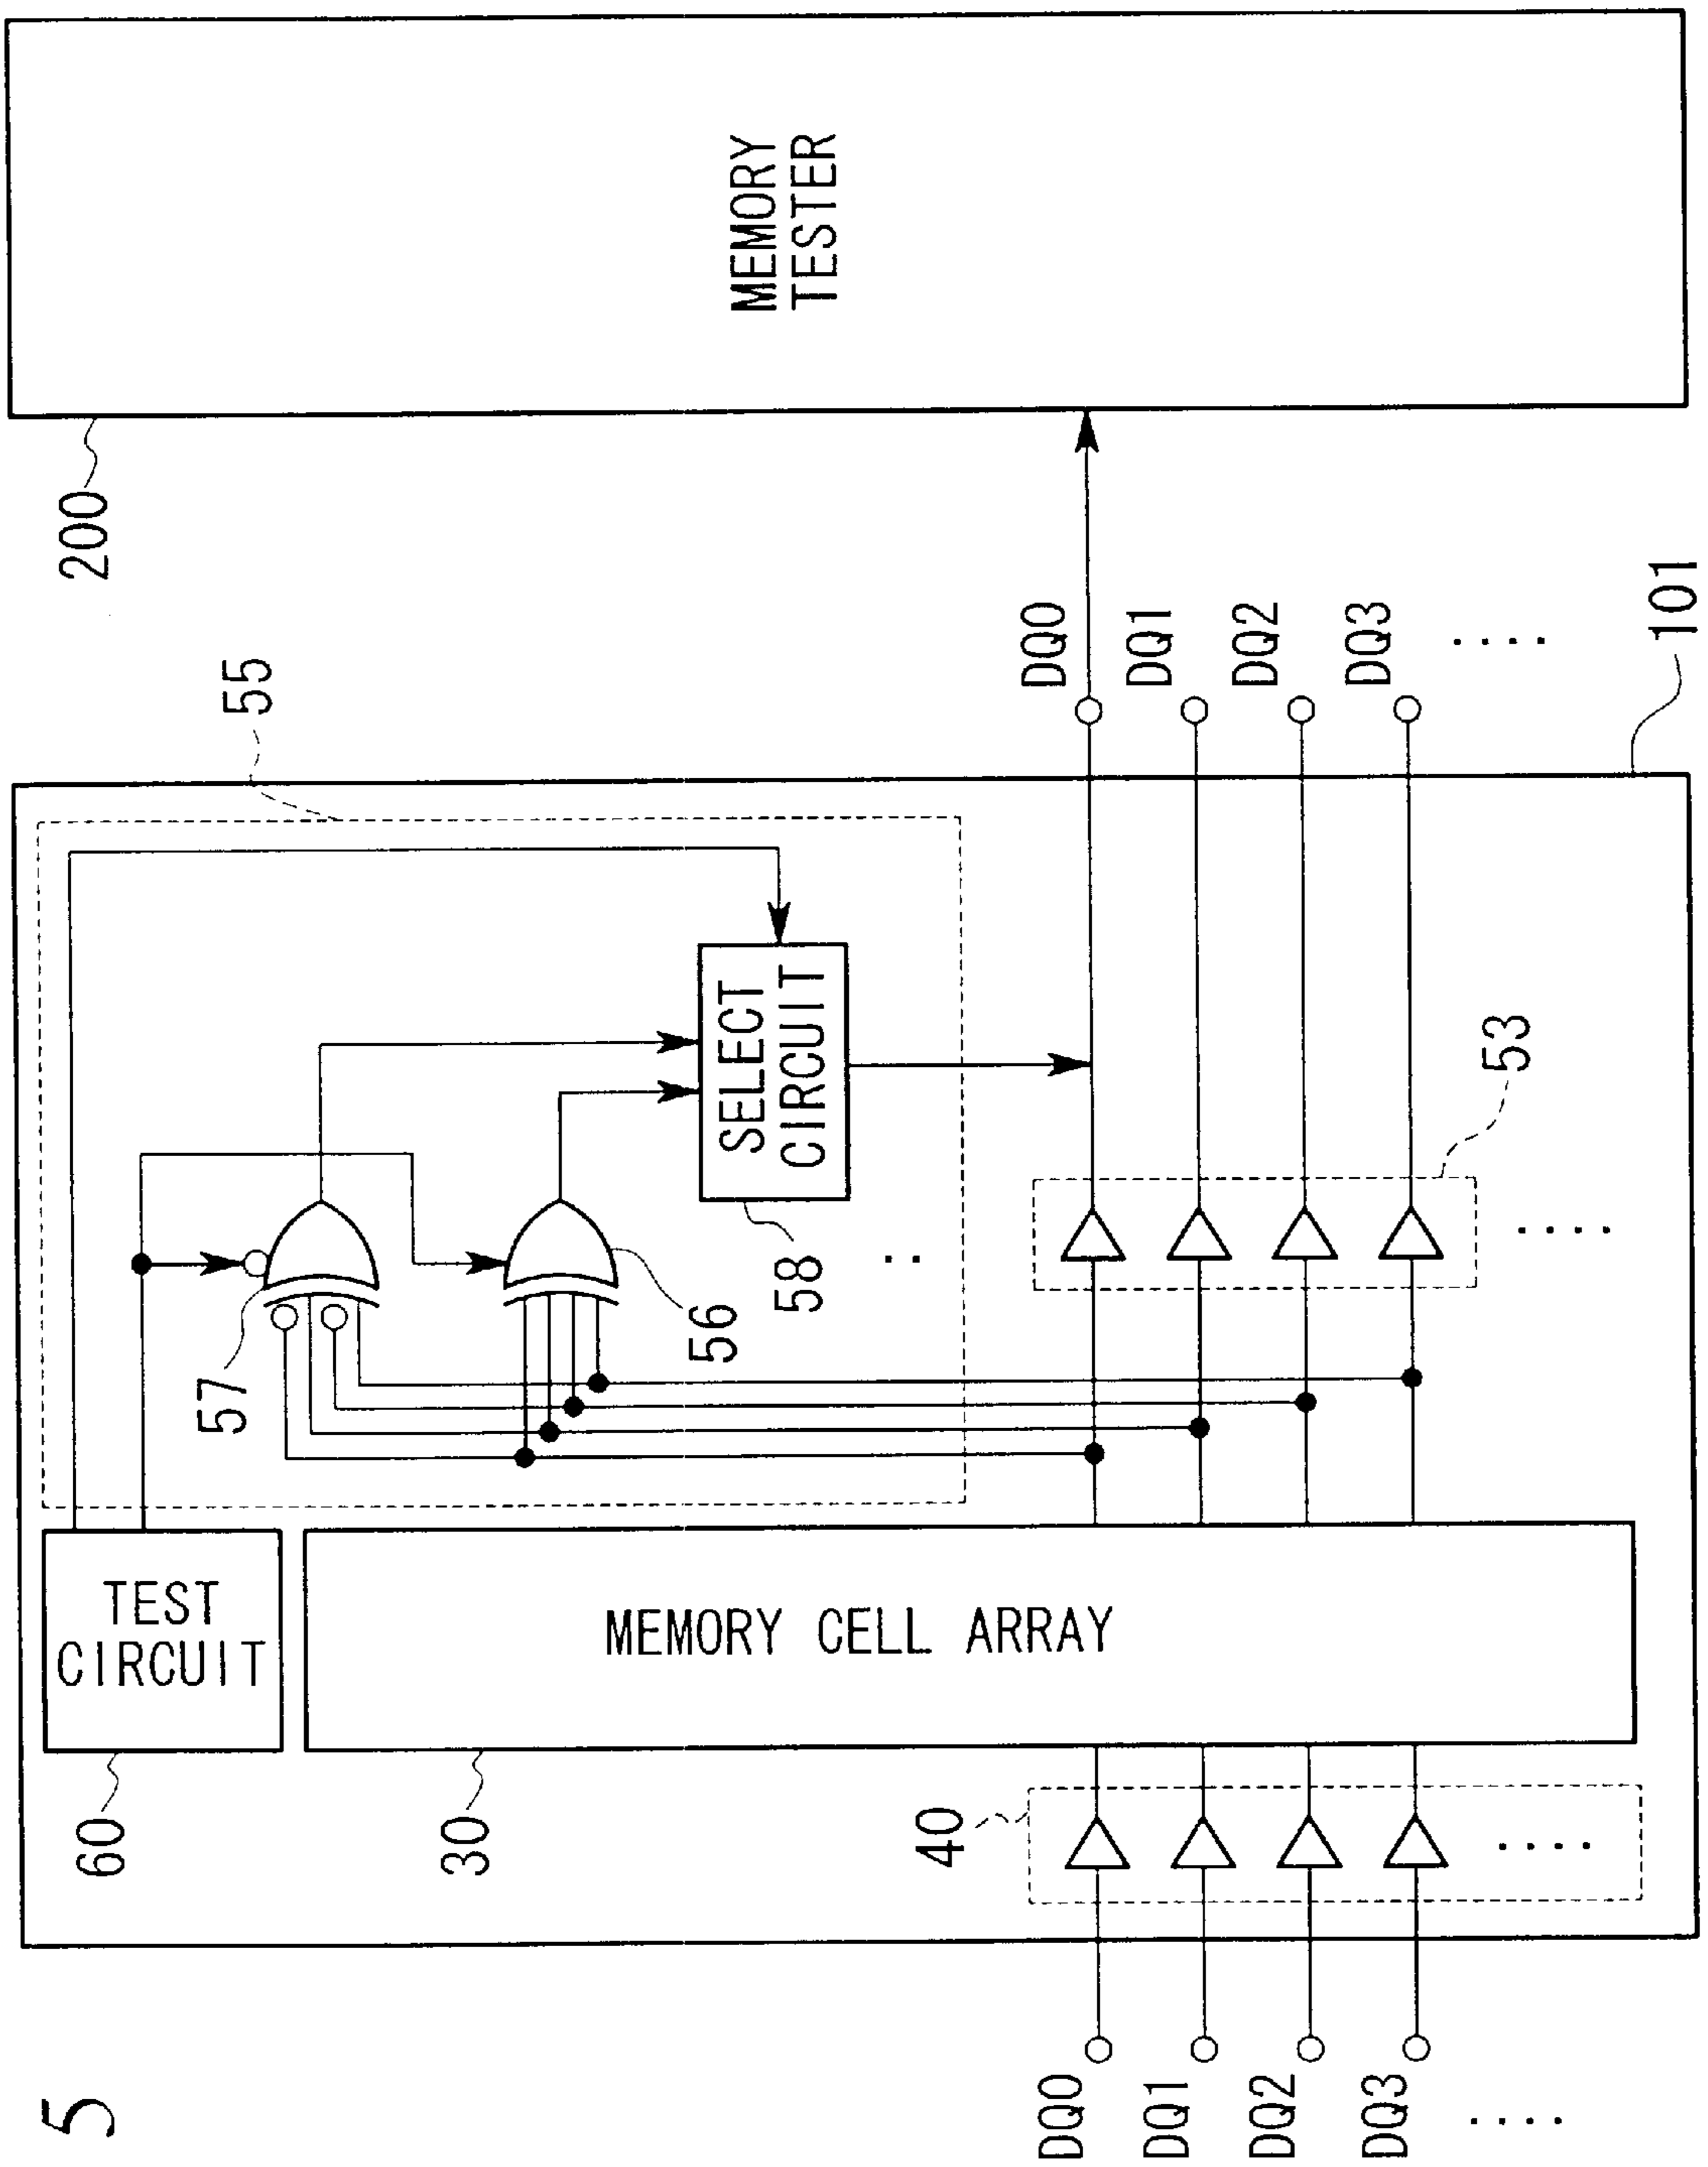 5
TEST
CIRCUIT
60
MEMORY CELL ARRAY
30
40
DQ0
DQ1
DQ2
DQ3
....
....
57
56
58
SELECT
CIRCUIT
55
..
53
....
DQ0
DQ1
DQ2
DQ3
....
101
200
MEMORY
TESTER